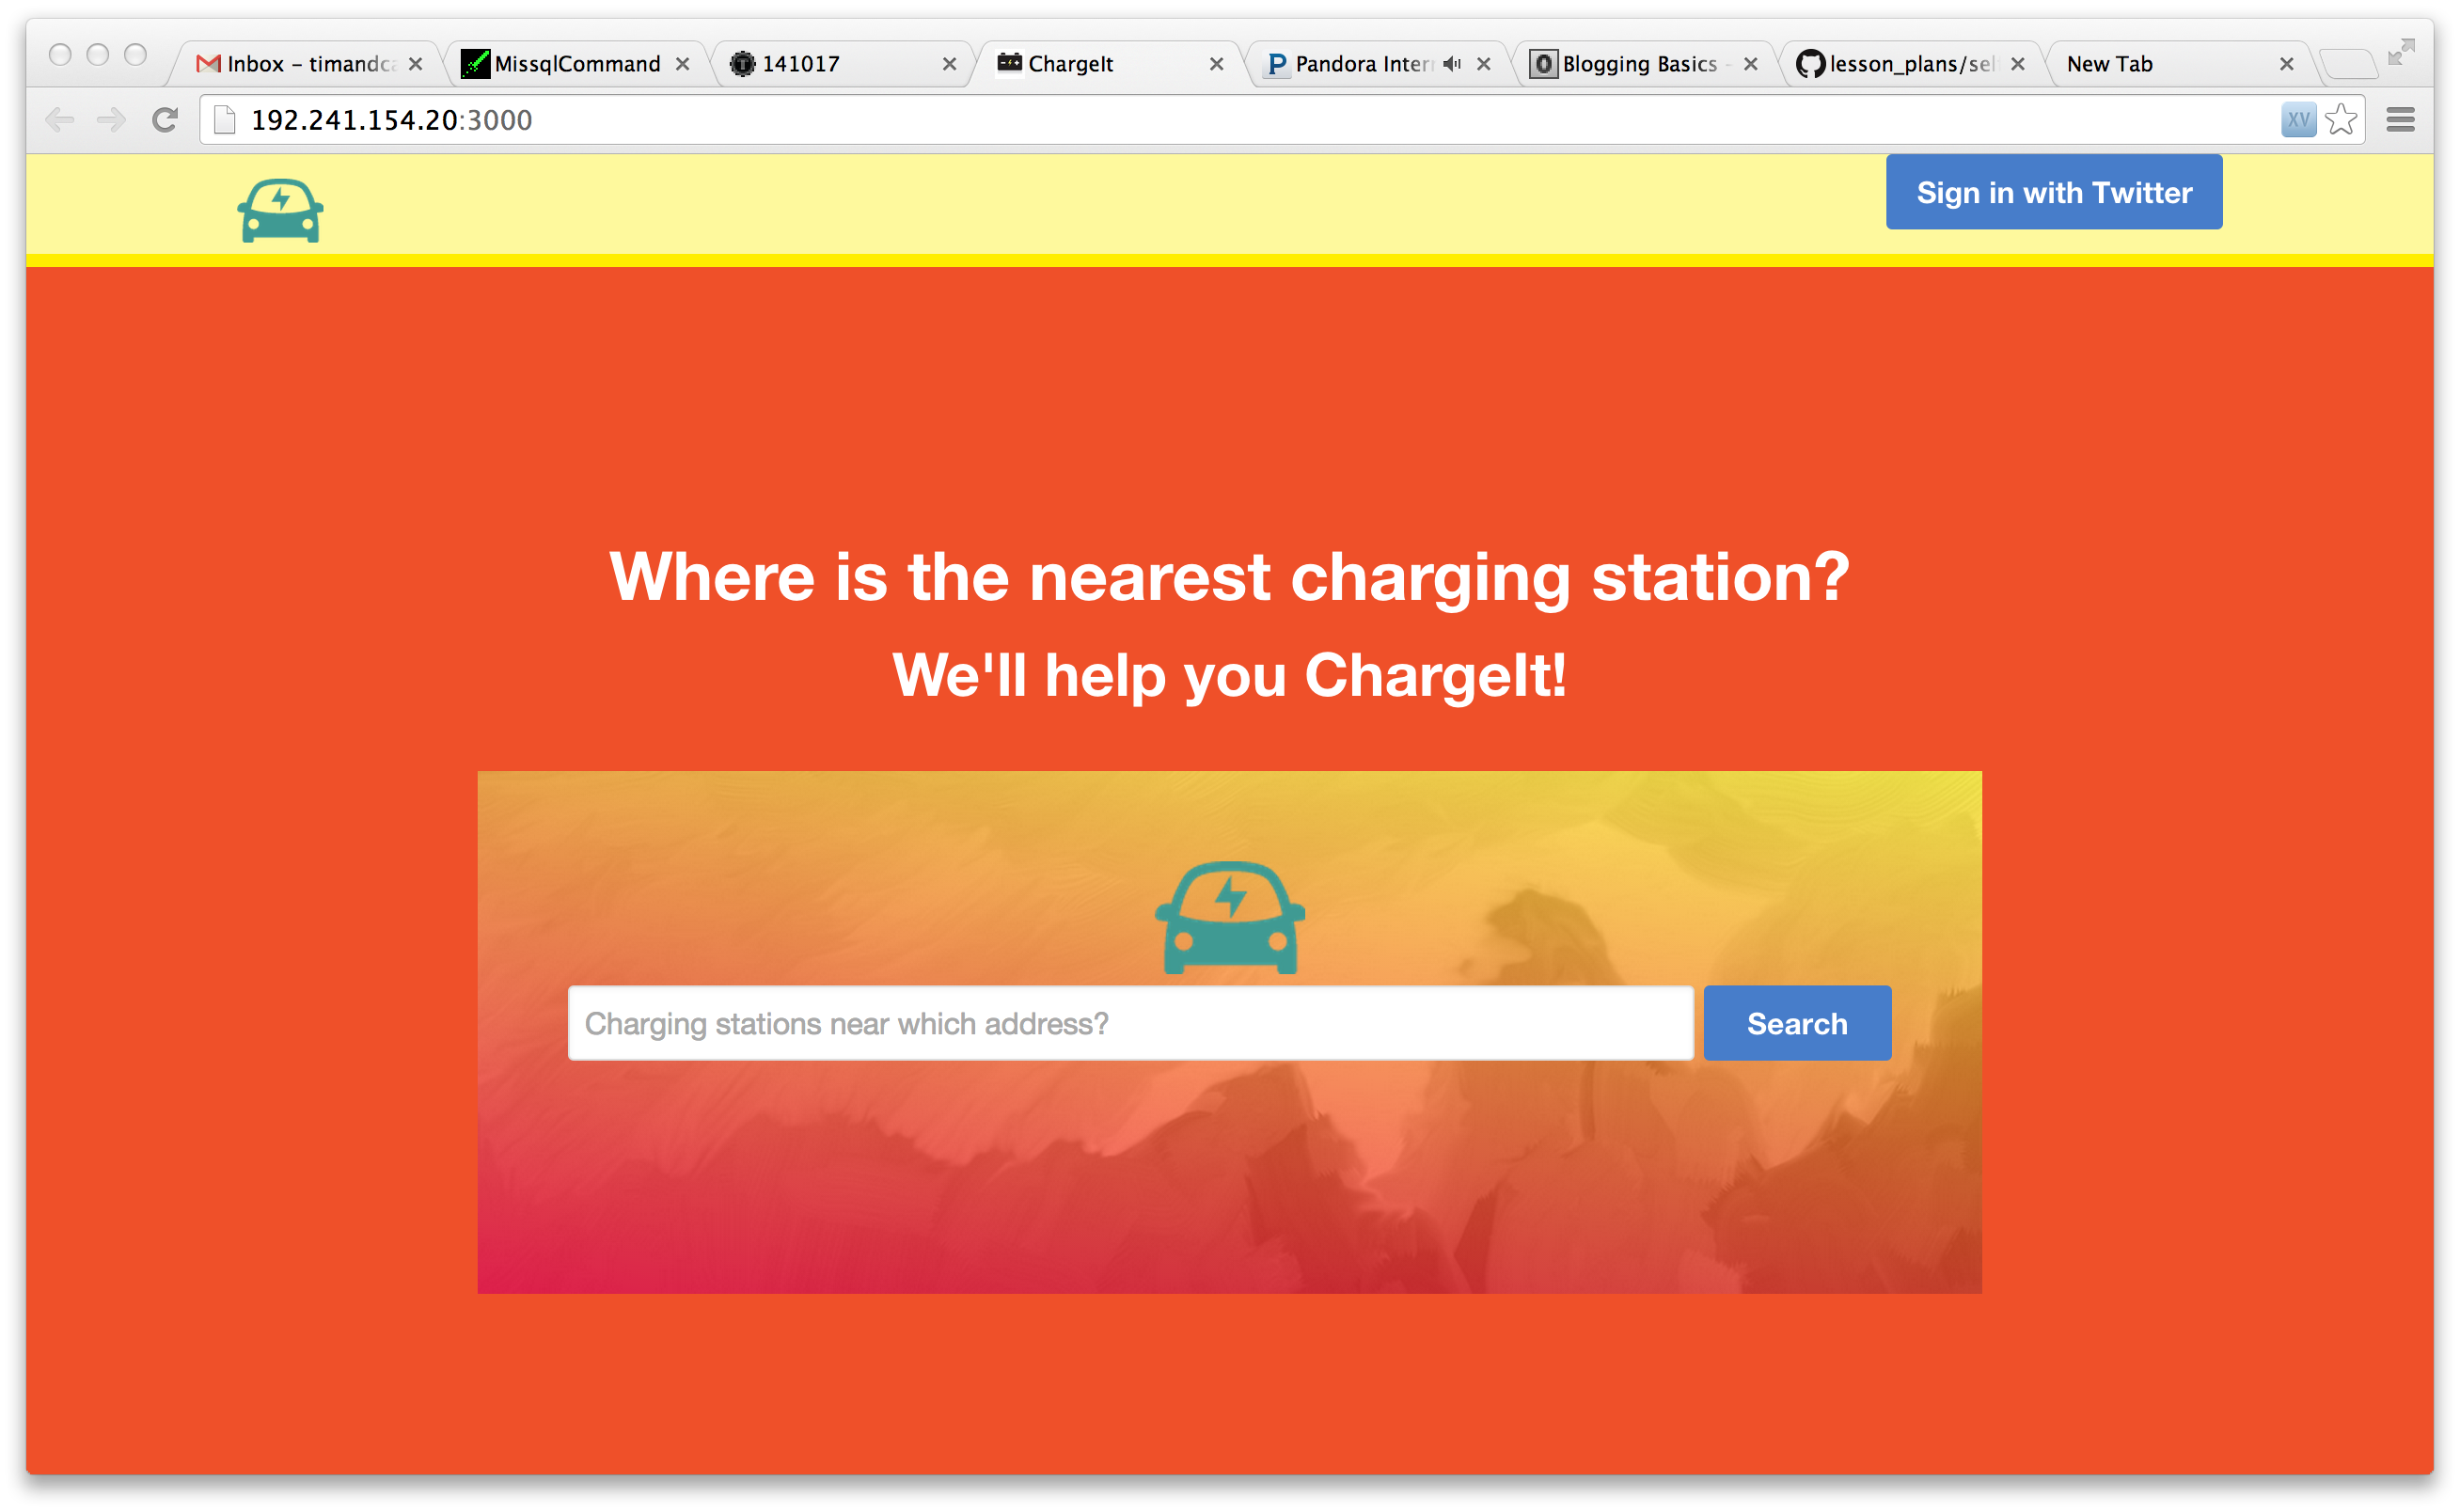 Inbox - timandca
MissqlCommand
141017
ChargeIt
Pandora Inter
Blogging Basics -
lesson_plans/sel
New Tab
192.241.154.20:3000
XV
Sign in with Twitter
Where is the nearest charging station?
We'll help you ChargeIt!
Charging stations near which address?
Search